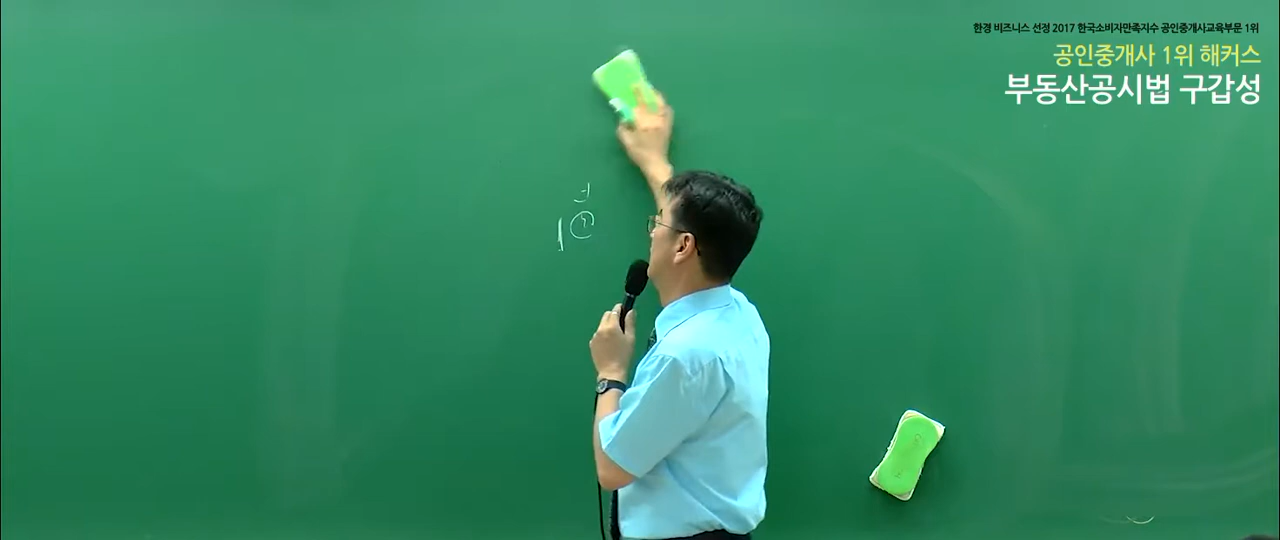 한경 비즈니스 선정 2017 한국소비자만족지수 공인중개사교육부문 1위
공인중개사 1위 해커스
부동산공시법 구갑성